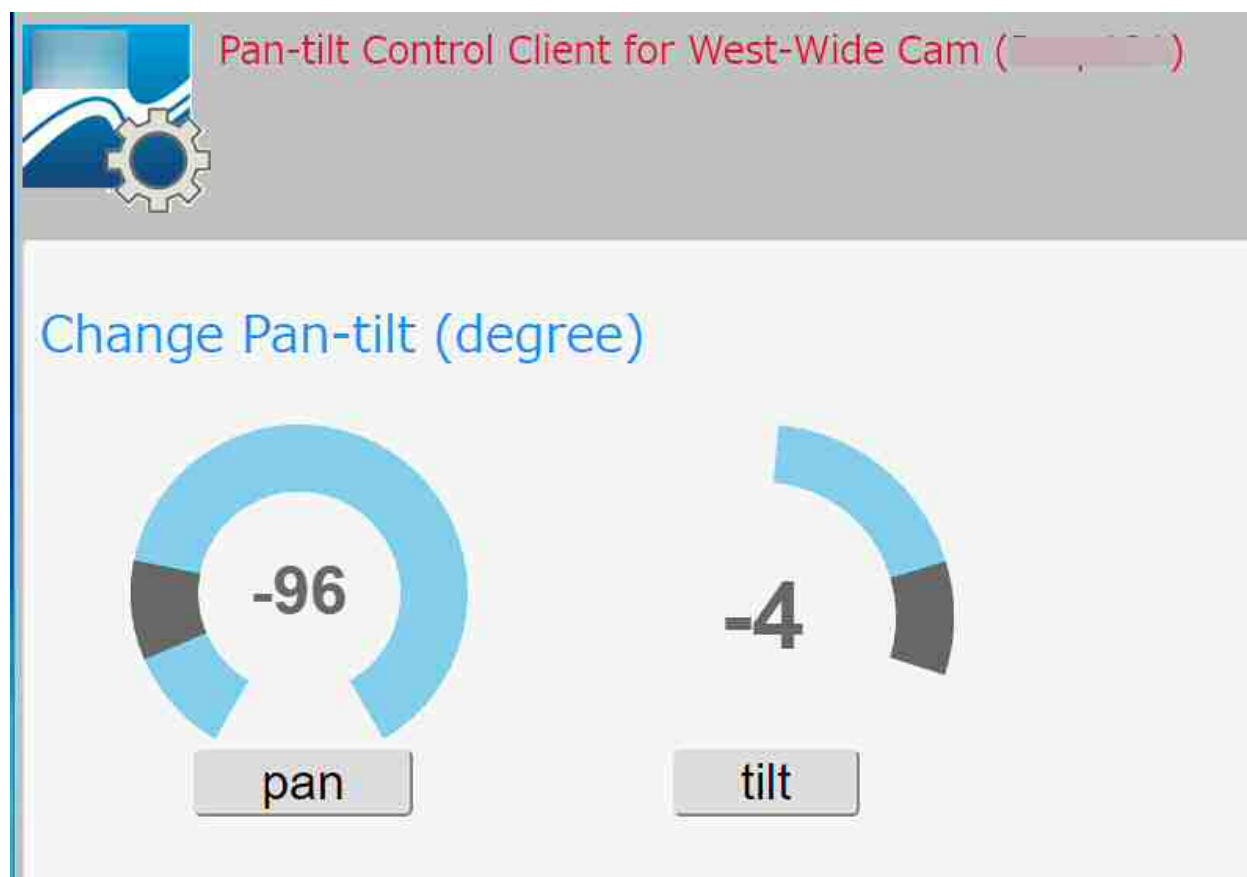 Pan-tilt Control Client for West-Wide Cam ( )
Change Pan-tilt (degree)
-96
-4
pan
tilt